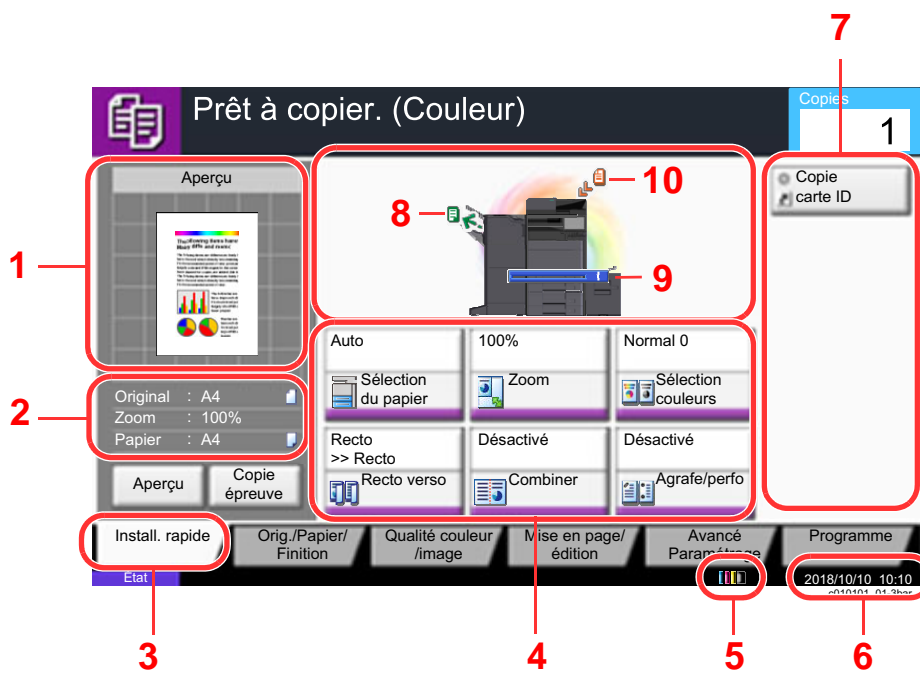 7
Prêt à copier. (Couleur)
Copies
1
Aperçu
1
8
10
9
Copie
carte ID
2
Original : A4
Zoom : 100%
Papier : A4
Aperçu
Copie
épreuve
Auto
Sélection
du papier
100%
Zoom
Normal 0
Sélection
couleurs
Recto
>> Recto
Recto verso
Désactivé
Combiner
Désactivé
Agrafe/perfo
Install. rapide
Orig./Papier/
Finition
Qualité couleur
/image
Mise en page/
édition
Avancé
Paramétrage
Programme
Etat
2018/10/10 10:10
3
4
5
6